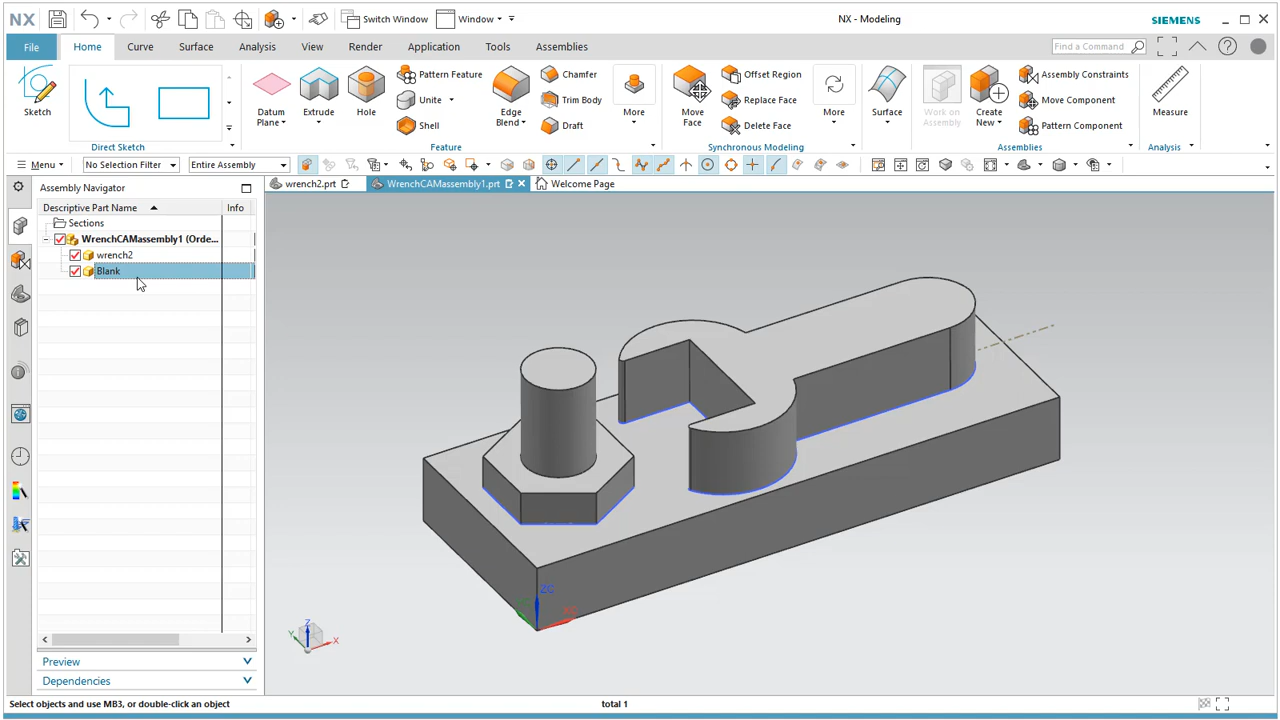 NX
Switch Window
Window
NX - Modeling
SIEMENS
File
Home
Curve
Surface
Analysis
View
Render
Application
Tools
Assemblies
Find a Command
Sketch
Direct Sketch
Datum Plane
Extrude
Hole
Pattern Feature
Unite
Shell
Edge Blend
Chamfer
Trim Body
Draft
More
Feature
Move Face
Offset Region
Replace Face
Delete Face
More
Synchronous Modeling
Surface
Work on Assembly
Create New
Assembly Constraints
Move Component
Pattern Component
Assemblies
Measure
Analysis
Menu
No Selection Filter
Entire Assembly
Assembly Navigator
wrench2.prt
WrenchCAMassembly1.prt
Welcome Page
Descriptive Part Name
Info
Sections
WrenchCAMassembly1 (Orde...
wrench2
Blank
ZC
XC
Z
Y
X
Preview
Dependencies
Select objects and use MB3, or double-click an object
total 1